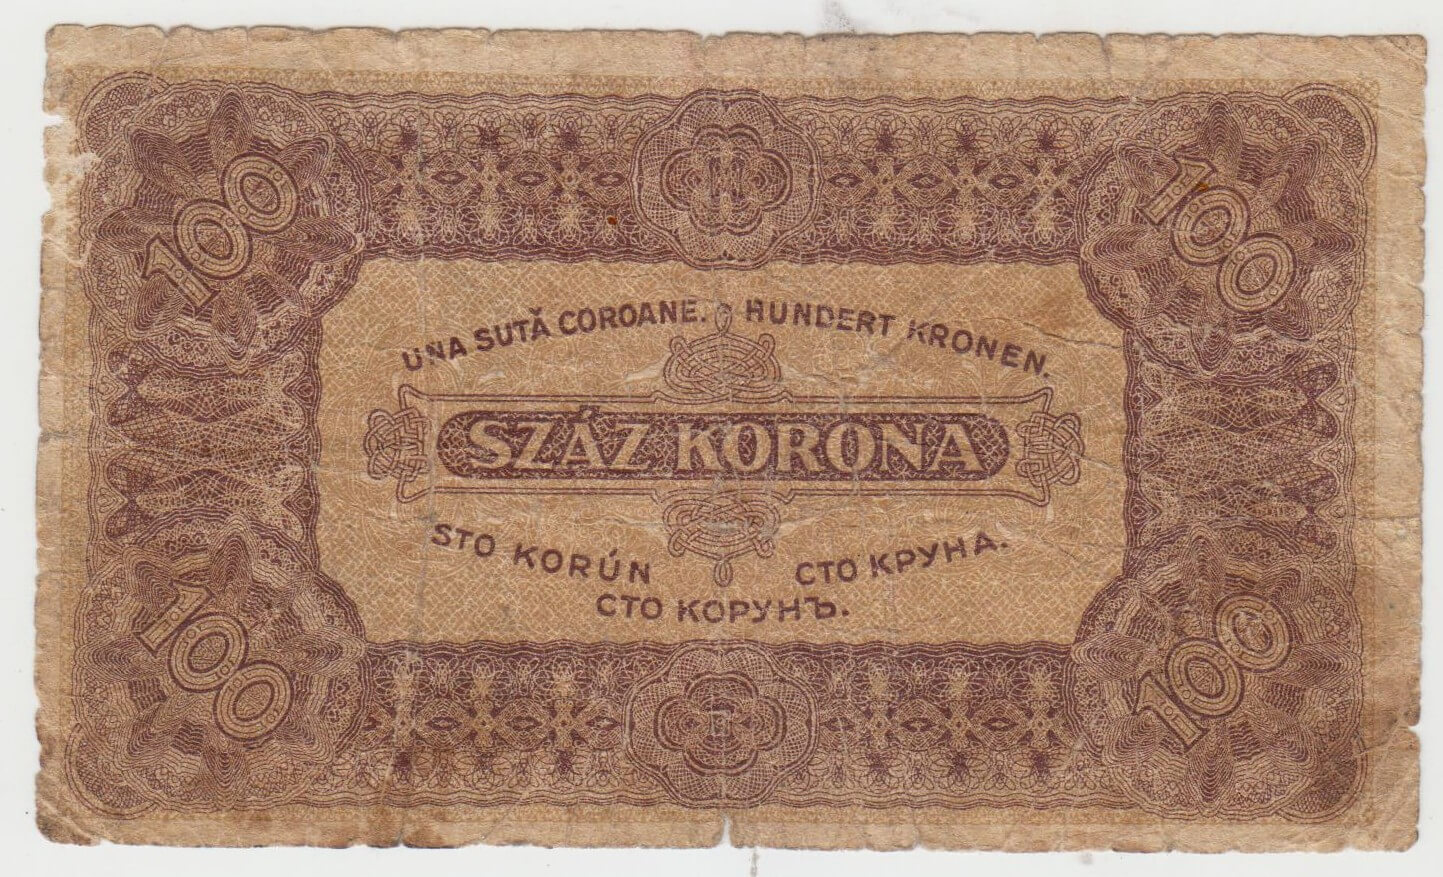 100
100
UNA SUTĂ COROANE. HUNDERT KRONEN.
SZÁZ KORONA
STO KORÚN СТО КРУНА.
СТО КОРУНЪ.
100
100